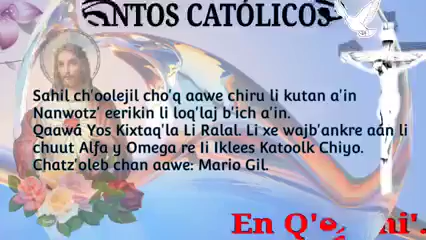 NTOS CATÓLICOS
Sahil ch'oolejil cho'q aawe chiru li kutan a'in
Nanwotz' eerikin li loq'laj b'ich a'in.
Qaawá Yos Kixtaq'la Li Ralal. Li xe wajb'ankre aán li
chuut Alfa y Omega re Ii Iklees Katoolk Chiyo.
Chatz'oleb chan aawe: Mario Gil.
En